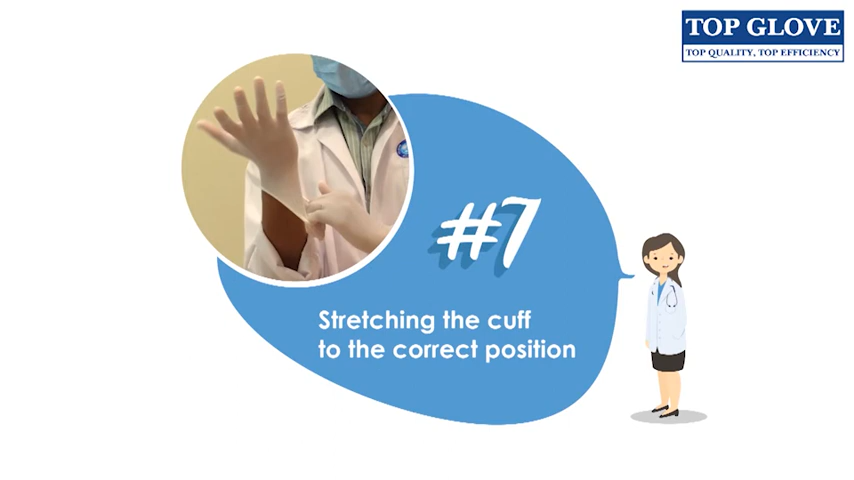 TOP GLOVE
TOP QUALITY, TOP EFFICIENCY
#7
Stretching the cuff
to the correct position